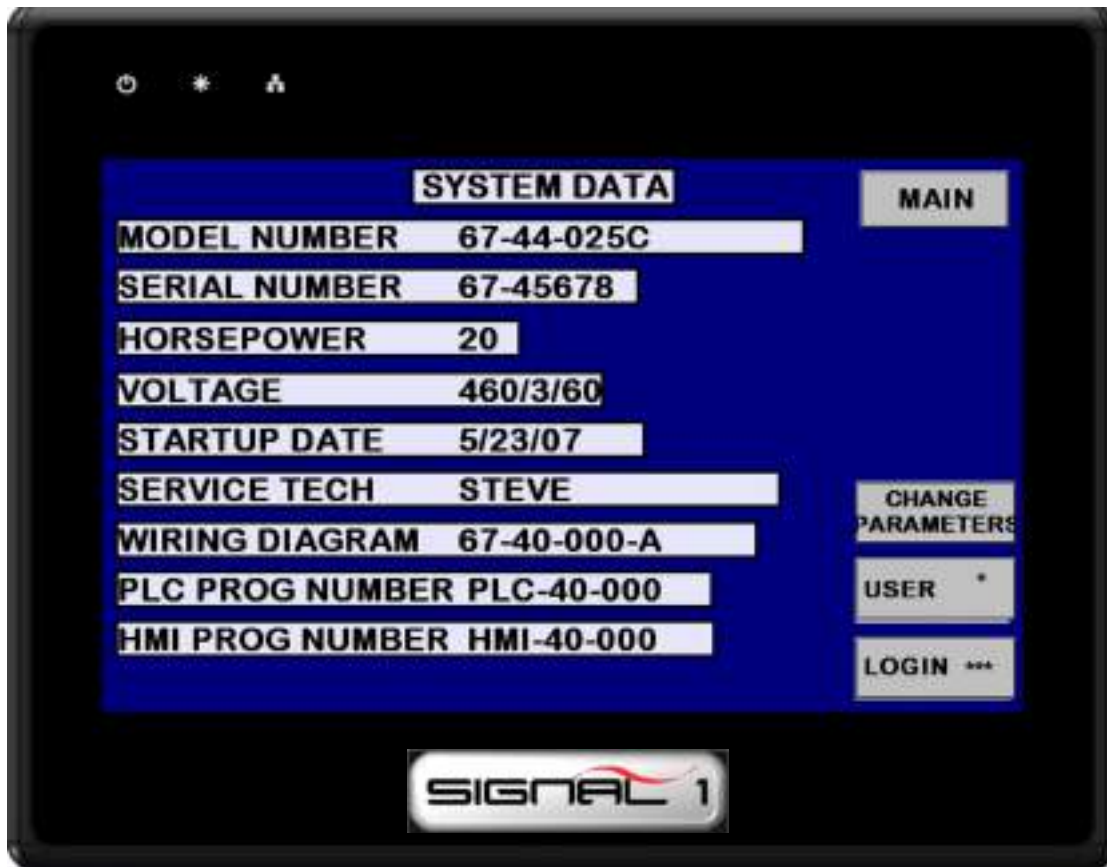 SYSTEM DATA
MAIN
MODEL NUMBER 67-44-025C
SERIAL NUMBER 67-45678
HORSEPOWER 20
VOLTAGE 460/3/60
STARTUP DATE 5/23/07
SERVICE TECH STEVE
WIRING DIAGRAM 67-40-000-A
PLC PROG NUMBER PLC-40-000
HMI PROG NUMBER HMI-40-000
CHANGE
PARAMETERS
USER *
LOGIN ***
SIGNAL 1